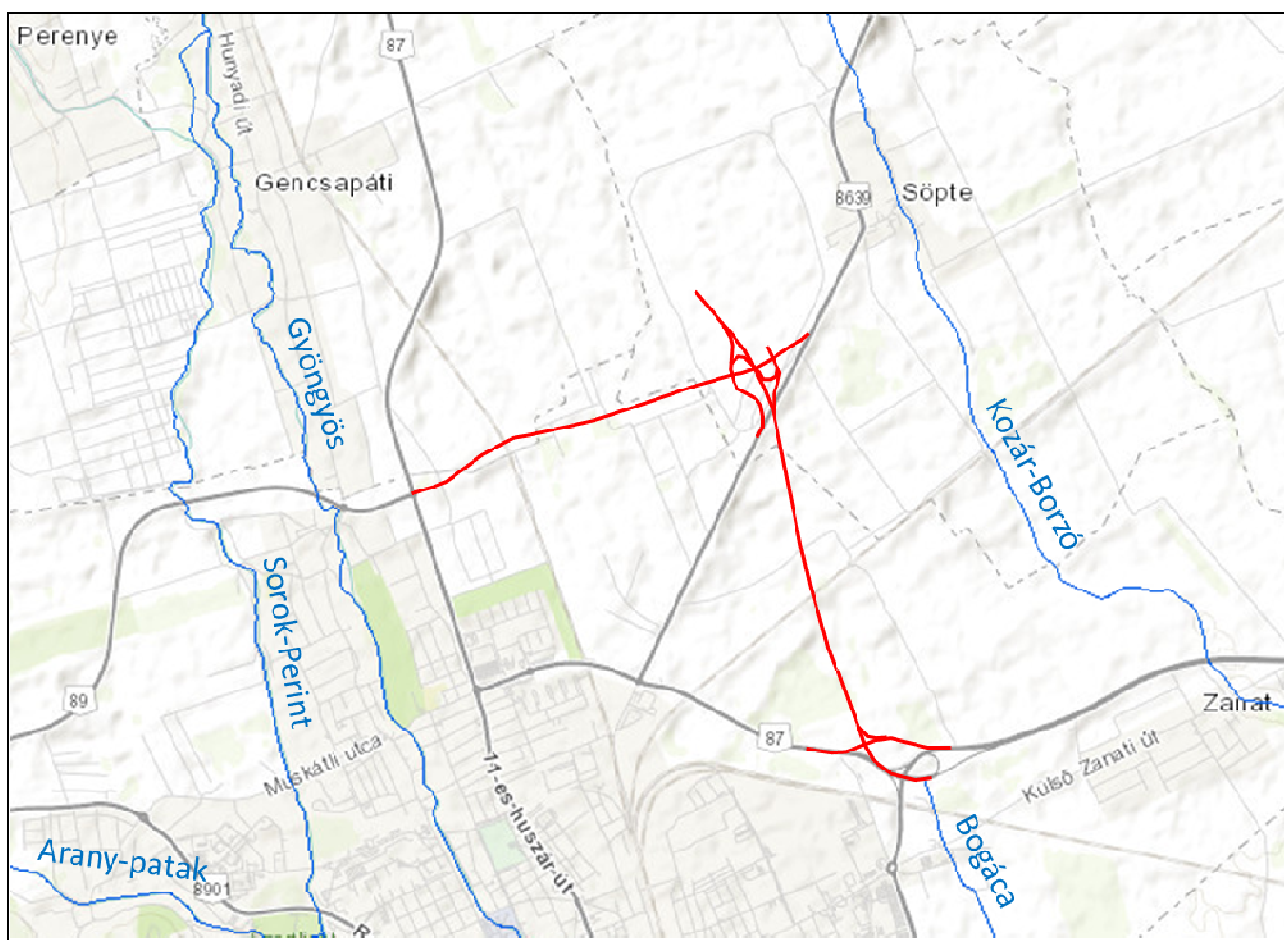 Perenye
Hunyadi út
87
Gencsapáti
8639
Söpte
Gyöngyös
Kozár-Borzó
Sorok-Perint
89
Zanat
87
Muskátli utca
11-es-huszár-út
Külső Zanati út
Bogáca
Arany-patak
8901
R